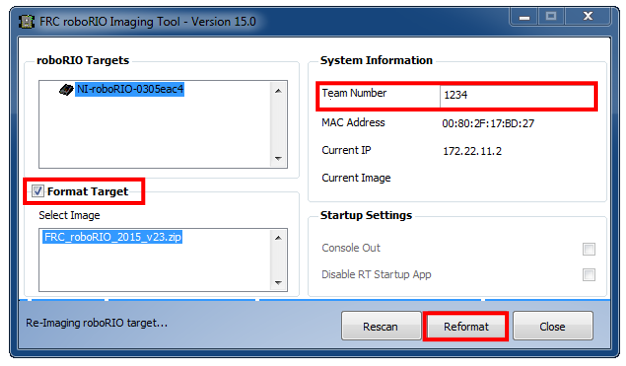 FRC roboRIO Imaging Tool - Version 15.0
roboRIO Targets
NI-roboRIO-0305eac4
Format Target
Select Image
FRC_roboRIO_2015_v23.zip
System Information
Team Number 1234
MAC Address 00:80:2F:17:BD:27
Current IP 172.22.11.2
Current Image
Startup Settings
Console Out
Disable RT Startup App
Re-Imaging roboRIO target...
Rescan Reformat Close